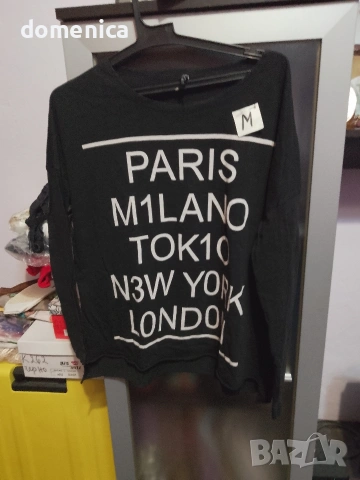 domenica
M
PARIS
M1LANO
TOK1O
N3W YORK
LONDON
BAZAR